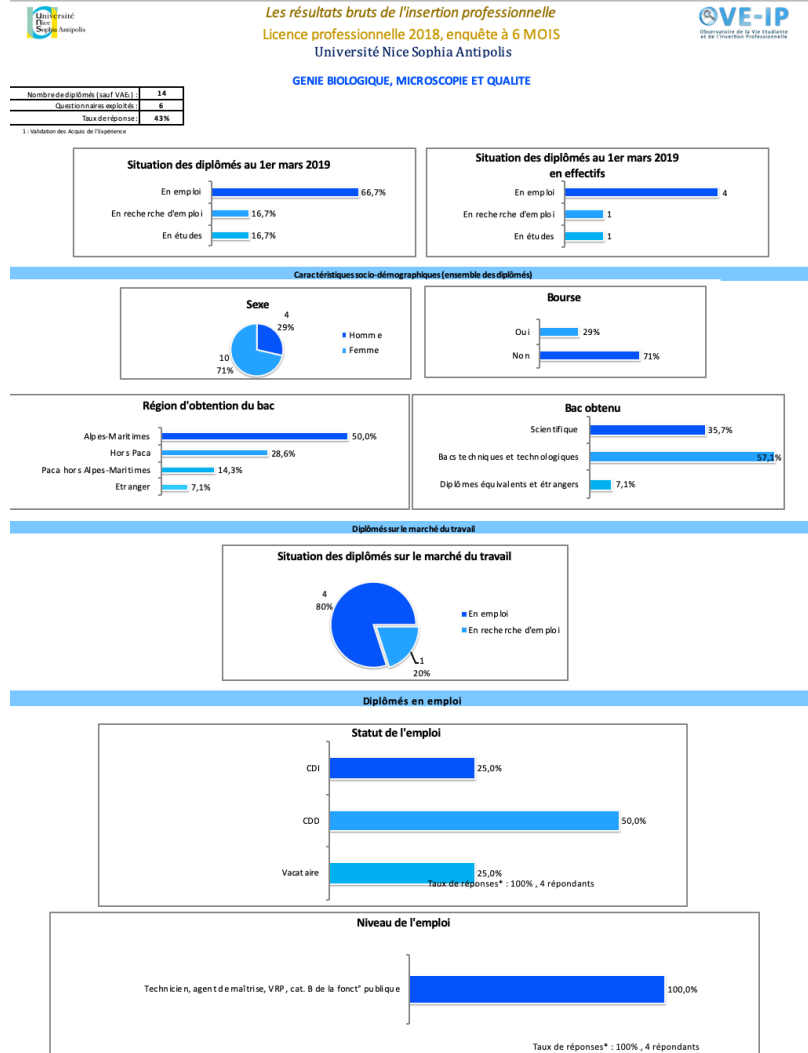 Université
Nice
Sophia Antipolis
Les résultats bruts de l'insertion professionnelle
Licence professionnelle 2018, enquête à 6 MOIS
Université Nice Sophia Antipolis
OVE-IP
Observatoire de la Vie Etudiante
et de l'Insertion Professionnelle
GENIE BIOLOGIQUE, MICROSCOPIE ET QUALITE
Nombre de diplômés (sauf VAE1) : 14
Questionnaires exploités : 6
Taux de réponse : 43%
1 : Validation des Acquis de l'Expérience
Situation des diplômés au 1er mars 2019
En emploi 66,7%
En recherche d'emploi 16,7%
En études 16,7%
Situation des diplômés au 1er mars 2019
en effectifs
En emploi 4
En recherche d'emploi 1
En études 1
Caractéristiques socio-démographiques (ensemble des diplômés)
Sexe
4
29%
10
71%
Homme
Femme
Bourse
Oui 29%
Non 71%
Région d'obtention du bac
Alpes-Maritimes 50,0%
Hors Paca 28,6%
Paca hors Alpes-Maritimes 14,3%
Etranger 7,1%
Bac obtenu
Scientifique 35,7%
Bacs techniques et technologiques 57,1%
Diplômes équivalents et étrangers 7,1%
Diplômés sur le marché du travail
Situation des diplômés sur le marché du travail
4
80%
1
20%
En emploi
En recherche d'emploi
Diplômés en emploi
Statut de l'emploi
CDI 25,0%
CDD 50,0%
Vacataire 25,0%
Taux de réponses* : 100% , 4 répondants
Niveau de l'emploi
Technicien, agent de maîtrise, VRP, cat. B de la fonct° publique 100,0%
Taux de réponses* : 100% , 4 répondants